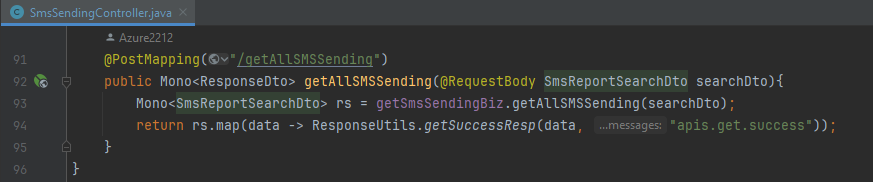 SmsSendingController.java
Azure2212
91 @PostMapping("/getAllSMSSending")
92 public Mono<ResponseDto> getAllSMSSending(@RequestBody SmsReportSearchDto searchDto){
93 Mono<SmsReportSearchDto> rs = getSmsSendingBiz.getAllSMSSending(searchDto);
94 return rs.map(data -> ResponseUtils.getSuccessResp(data, ...messages: "apis.get.success"));
95 }
96 }